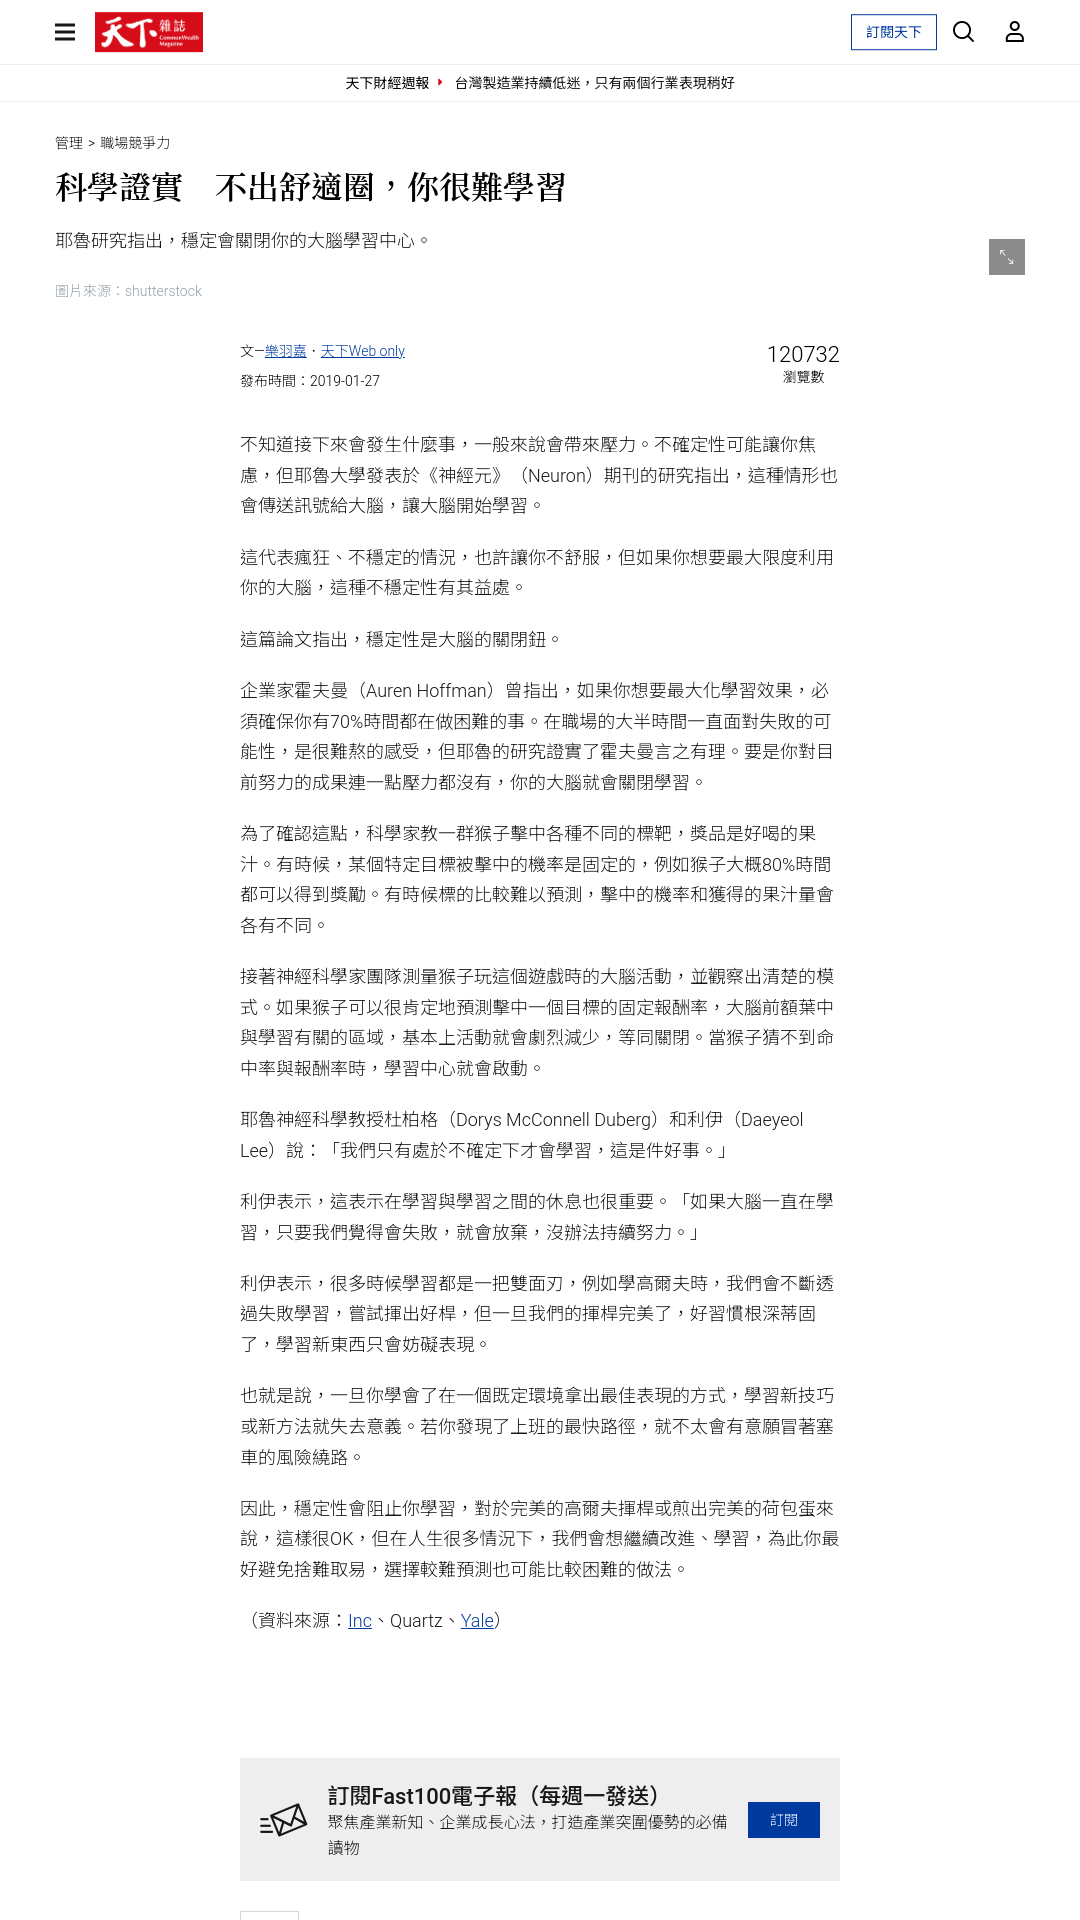 天下雜誌
CommonWealth
Magazine
訂閱天下
天下財經週報 台灣製造業持續低迷，只有兩個行業表現稍好
管理 > 職場競爭力
科學證實　不出舒適圈，你很難學習
耶魯研究指出，穩定會關閉你的大腦學習中心。
圖片來源：shutterstock
文—樂羽嘉．天下Web only
120732
發布時間：2019-01-27
瀏覽數
不知道接下來會發生什麼事，一般來說會帶來壓力。不確定性可能讓你焦
慮，但耶魯大學發表於《神經元》（Neuron）期刊的研究指出，這種情形也
會傳送訊號給大腦，讓大腦開始學習。
這代表瘋狂、不穩定的情況，也許讓你不舒服，但如果你想要最大限度利用
你的大腦，這種不穩定性有其益處。
這篇論文指出，穩定性是大腦的關閉鈕。
企業家霍夫曼（Auren Hoffman）曾指出，如果你想要最大化學習效果，必
須確保你有70%時間都在做困難的事。在職場的大半時間一直面對失敗的可
能性，是很難熬的感受，但耶魯的研究證實了霍夫曼言之有理。要是你對目
前努力的成果連一點壓力都沒有，你的大腦就會關閉學習。
為了確認這點，科學家教一群猴子擊中各種不同的標靶，獎品是好喝的果
汁。有時候，某個特定目標被擊中的機率是固定的，例如猴子大概80%時間
都可以得到獎勵。有時候標的比較難以預測，擊中的機率和獲得的果汁量會
各有不同。
接著神經科學家團隊測量猴子玩這個遊戲時的大腦活動，並觀察出清楚的模
式。如果猴子可以很肯定地預測擊中一個目標的固定報酬率，大腦前額葉中
與學習有關的區域，基本上活動就會劇烈減少，等同關閉。當猴子猜不到命
中率與報酬率時，學習中心就會啟動。
耶魯神經科學教授杜柏格（Dorys McConnell Duberg）和利伊（Daeyeol
Lee）說：「我們只有處於不確定下才會學習，這是件好事。」
利伊表示，這表示在學習與學習之間的休息也很重要。「如果大腦一直在學
習，只要我們覺得會失敗，就會放棄，沒辦法持續努力。」
利伊表示，很多時候學習都是一把雙面刃，例如學高爾夫時，我們會不斷透
過失敗學習，嘗試揮出好桿，但一旦我們的揮桿完美了，好習慣根深蒂固
了，學習新東西只會妨礙表現。
也就是說，一旦你學會了在一個既定環境拿出最佳表現的方式，學習新技巧
或新方法就失去意義。若你發現了上班的最快路徑，就不太會有意願冒著塞
車的風險繞路。
因此，穩定性會阻止你學習，對於完美的高爾夫揮桿或煎出完美的荷包蛋來
說，這樣很OK，但在人生很多情況下，我們會想繼續改進、學習，為此你最
好避免捨難取易，選擇較難預測也可能比較困難的做法。
（資料來源：Inc、Quartz、Yale）
訂閱Fast100電子報（每週一發送）
聚焦產業新知、企業成長心法，打造產業突圍優勢的必備
讀物
訂閱